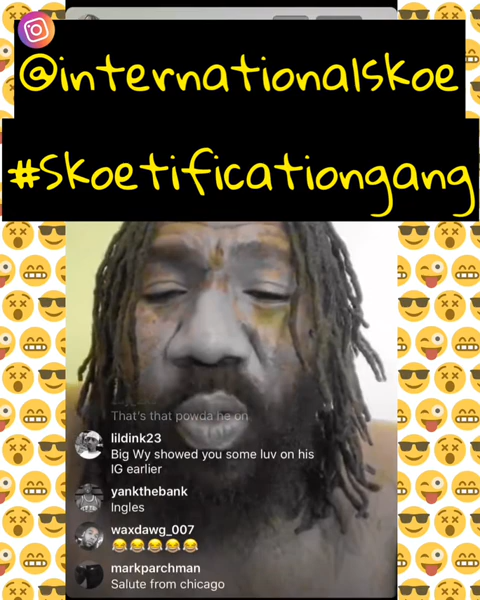 @internationalskoe
#Skoetificationgang
That's that powda he on
lildink23
Big Wy showed you some luv on his
IG earlier
yankthebank
Ingles
waxdawg_007
😂😂😂😂😂
markparchman
Salute from chicago